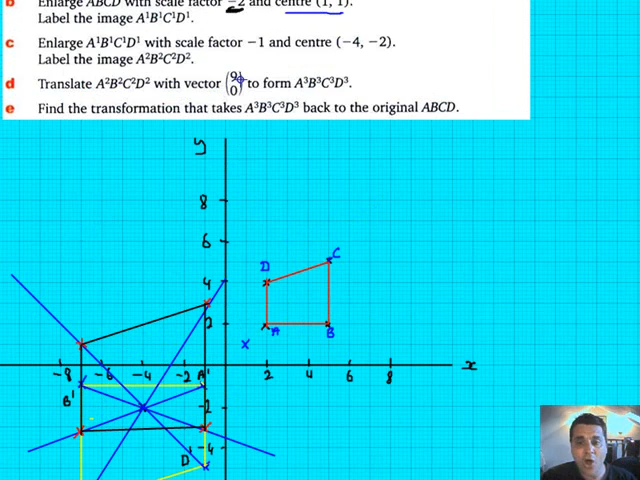 b Enlarge ABCD with scale factor −2 and centre (1, 1).
Label the image A¹B¹C¹D¹.
c Enlarge A¹B¹C¹D¹ with scale factor −1 and centre (−4, −2).
Label the image A²B²C²D².
d Translate A²B²C²D² with vector (9 0) to form A³B³C³D³.
e Find the transformation that takes A³B³C³D³ back to the original ABCD.
y
8
6
D C
4
2
A B
X
-8 -6 -4 -2 A' 2 4 6 8 x
B'
-2
-4
D'